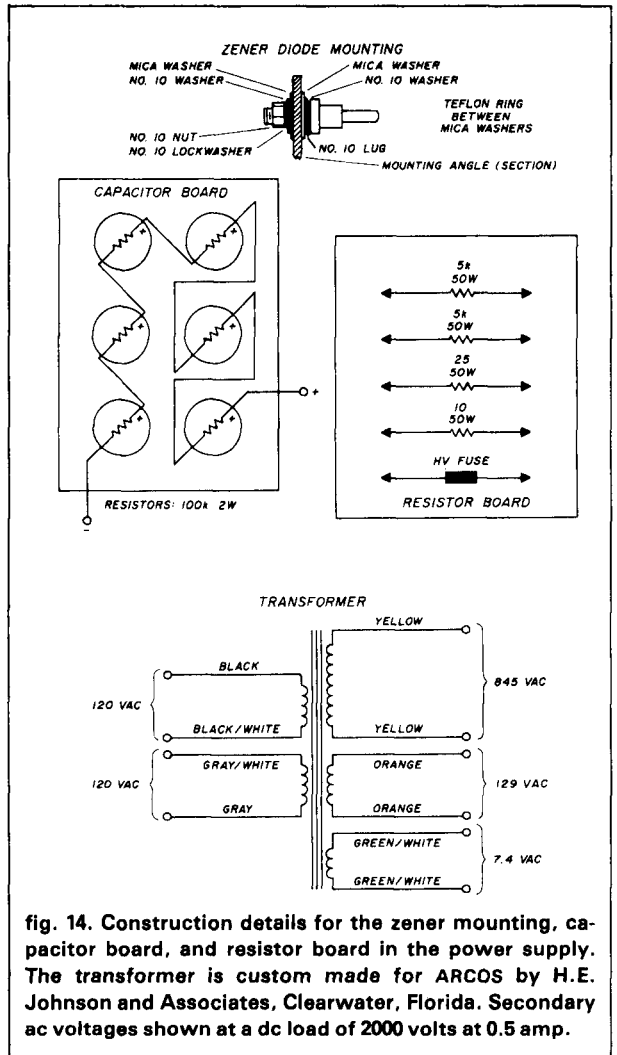 ZENER DIODE MOUNTING
MICA WASHER
NO. 10 WASHER
MICA WASHER
NO. 10 WASHER
TEFLON RING
BETWEEN
MICA WASHERS
NO. 10 NUT
NO. 10 LOCKWASHER
NO. 10 LUG
MOUNTING ANGLE (SECTION)
CAPACITOR BOARD
+
+
+
+
+
+
+
-
RESISTORS: 100k 2W
5k
50W
5k
50W
25
50W
10
50W
HV FUSE
RESISTOR BOARD
TRANSFORMER
120 VAC
BLACK
BLACK/WHITE
120 VAC
GRAY/WHITE
GRAY
YELLOW
YELLOW
845 VAC
ORANGE
ORANGE
129 VAC
GREEN/WHITE
GREEN/WHITE
7.4 VAC
fig. 14. Construction details for the zener mounting, ca-
pacitor board, and resistor board in the power supply.
The transformer is custom made for ARCOS by H.E.
Johnson and Associates, Clearwater, Florida. Secondary
ac voltages shown at a dc load of 2000 volts at 0.5 amp.